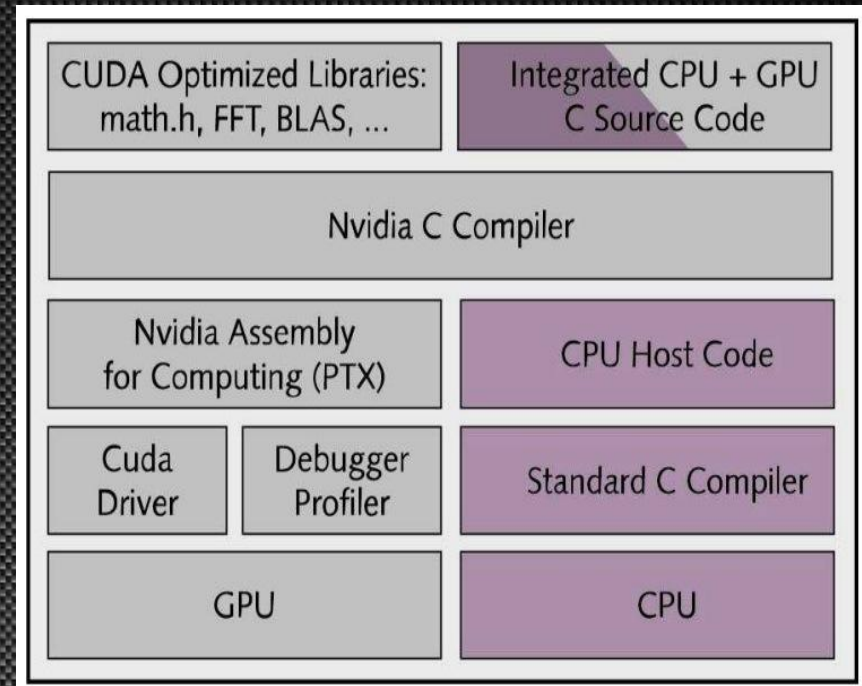 CUDA Optimized Libraries:
math.h, FFT, BLAS, ...
Integrated CPU + GPU
C Source Code
Nvidia C Compiler
Nvidia Assembly
for Computing (PTX)
CPU Host Code
Cuda
Driver
Debugger
Profiler
Standard C Compiler
GPU
CPU